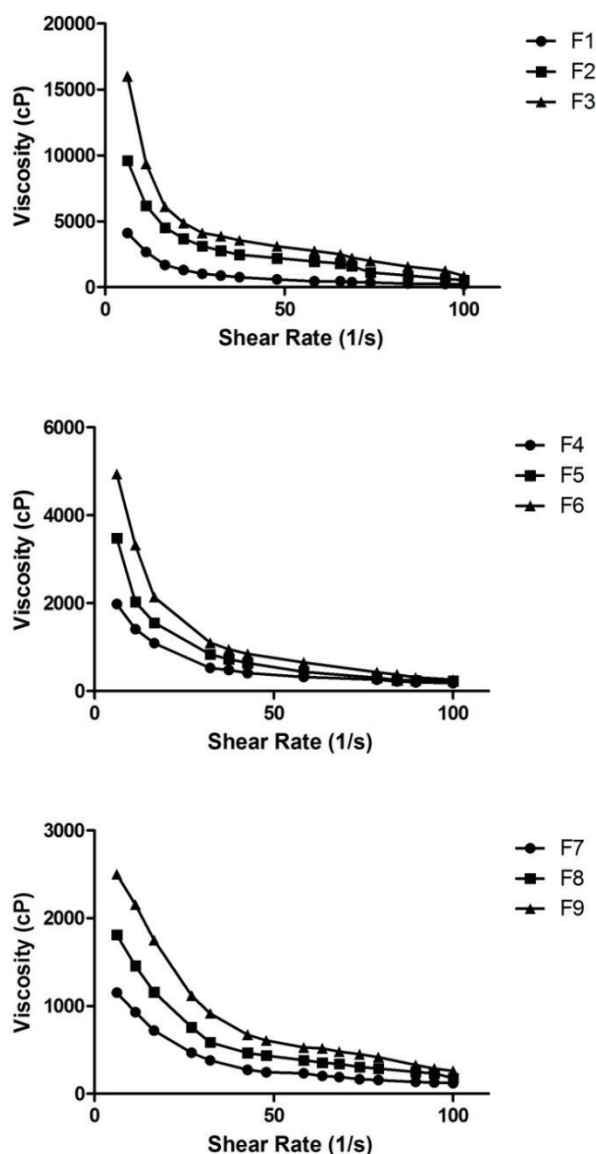 20000
15000
10000
5000
0
Viscosity (cP)
0 50 100
Shear Rate (1/s)
F1
F2
F3
6000
4000
2000
0
Viscosity (cP)
0 50 100
Shear Rate (1/s)
F4
F5
F6
3000
2000
1000
0
Viscosity (cP)
0 50 100
Shear Rate (1/s)
F7
F8
F9